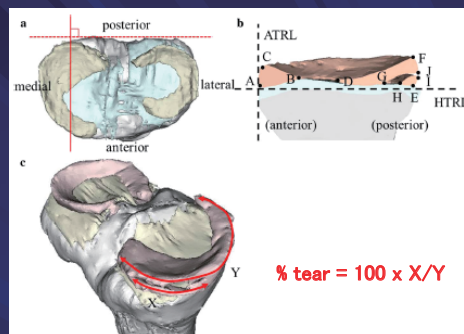 a
posterior
medial
lateral
anterior
b
ATRL
C
F
A
B
D
G
J
I
H
E
HTRL
(anterior)
(posterior)
c
X
Y
% tear = 100 x X/Y